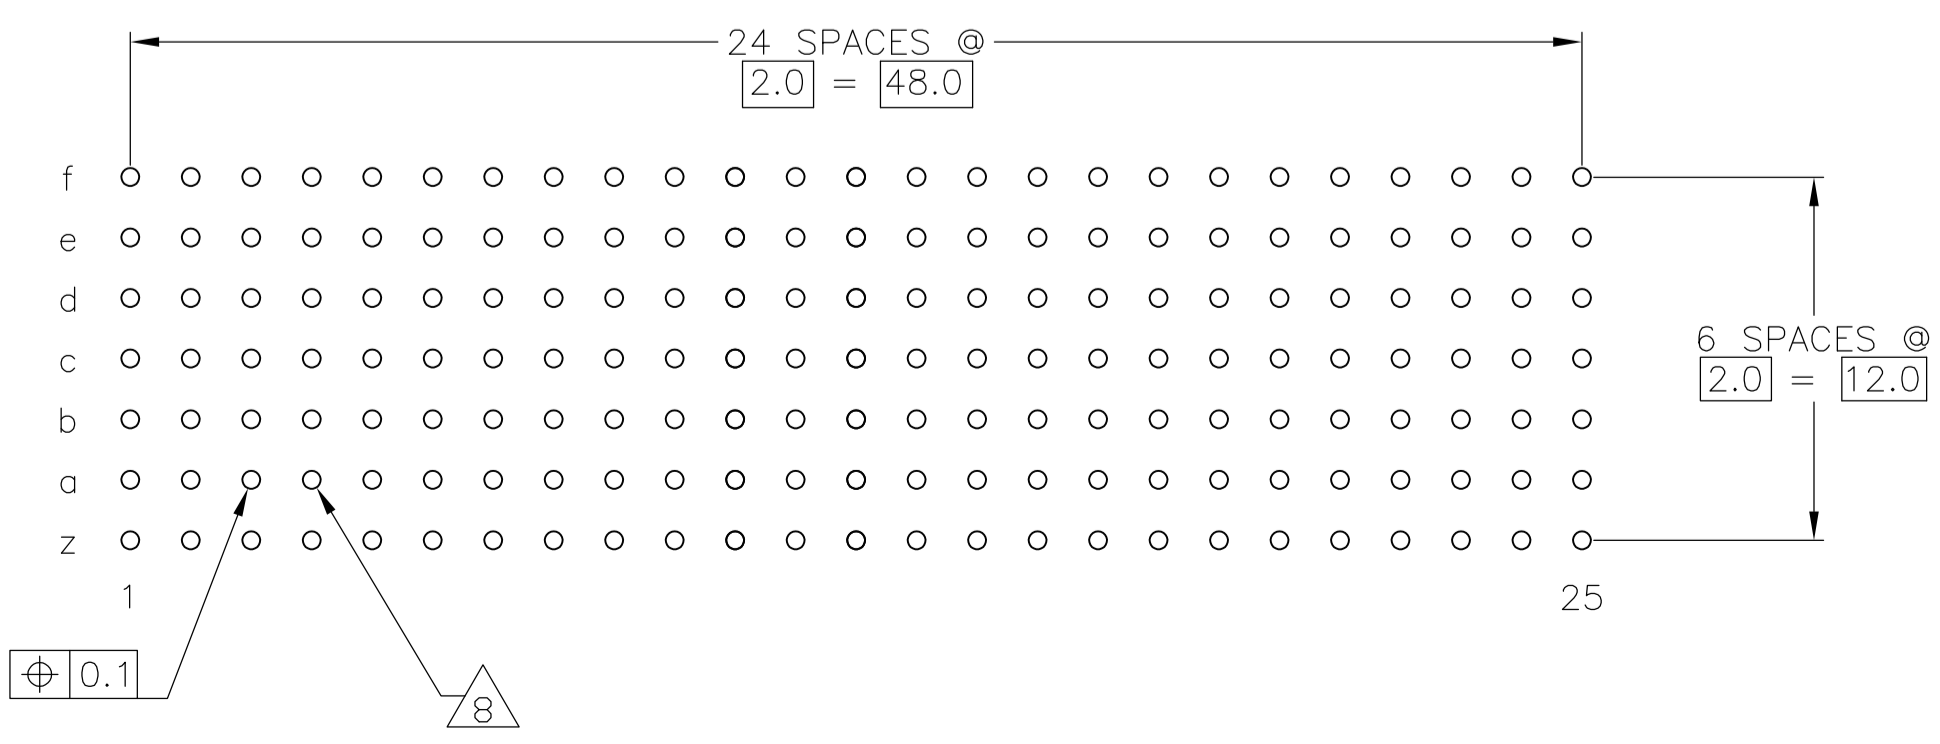 24 SPACES @
2.0 = 48.0
f
e
d
c
b
a
z
6 SPACES @
2.0 = 12.0
1
25
⌖ 0.1
8